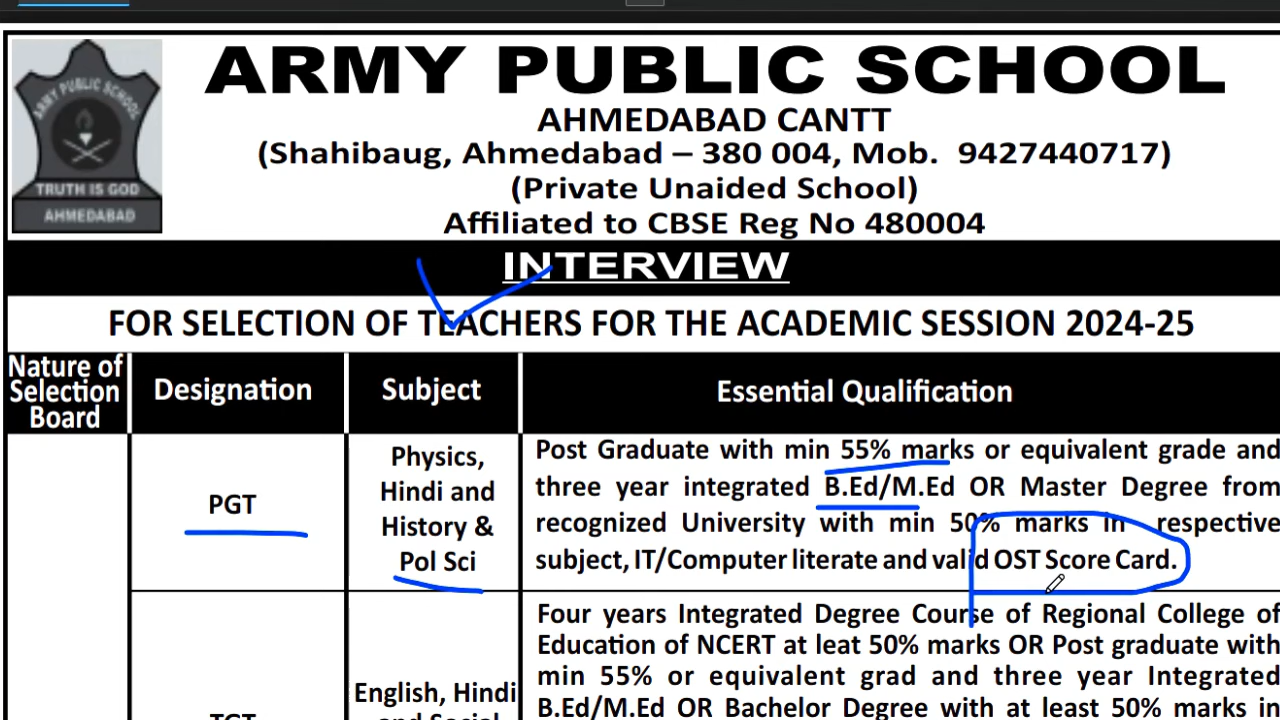 ARMY PUBLIC SCHOOL
TRUTH IS GOD
AHMEDABAD
ARMY PUBLIC SCHOOL
AHMEDABAD CANTT
(Shahibaug, Ahmedabad – 380 004, Mob. 9427440717)
(Private Unaided School)
Affiliated to CBSE Reg No 480004
INTERVIEW
FOR SELECTION OF TEACHERS FOR THE ACADEMIC SESSION 2024-25
Nature of
Selection
Board
Designation
Subject
Essential Qualification
PGT
Physics,
Hindi and
History &
Pol Sci
Post Graduate with min 55% marks or equivalent grade and
three year integrated B.Ed/M.Ed OR Master Degree from
recognized University with min 50% marks in respective
subject, IT/Computer literate and valid OST Score Card.
TGT
English, Hindi
and Social
Four years Integrated Degree Course of Regional College of
Education of NCERT at leat 50% marks OR Post graduate with
min 55% or equivalent grad and three year Integrated
B.Ed/M.Ed OR Bachelor Degree with at least 50% marks in